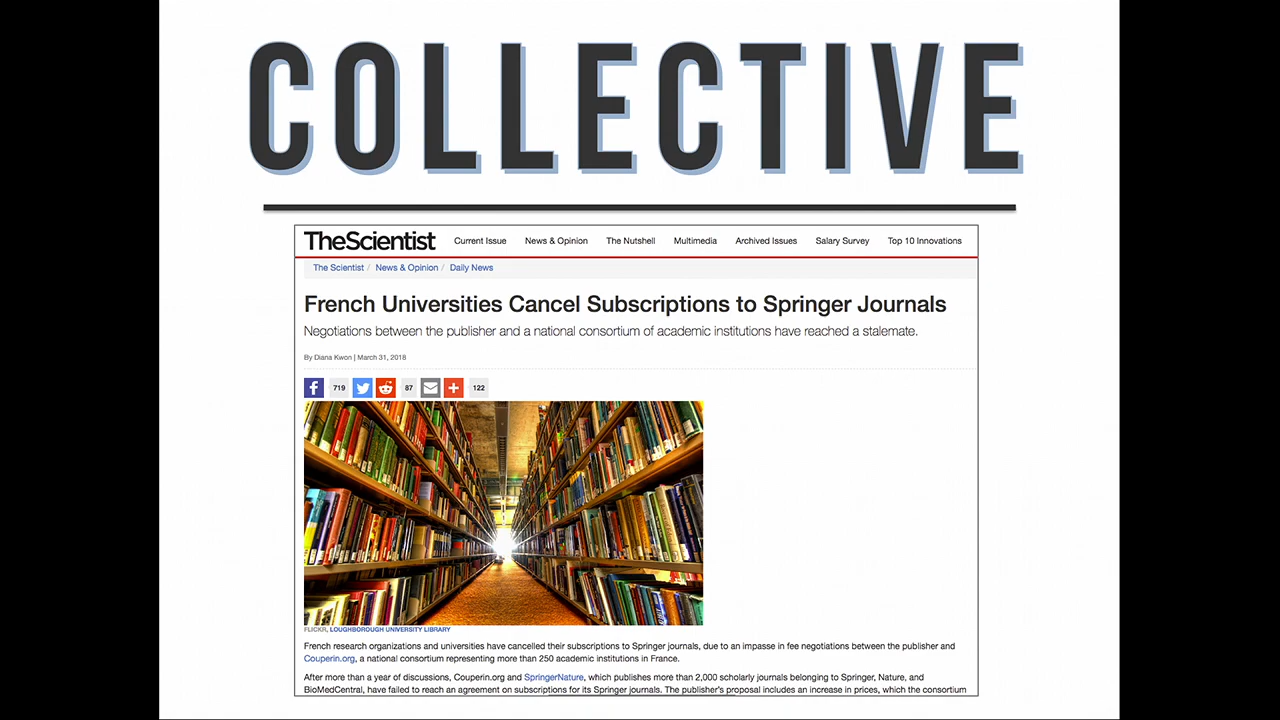 COLLECTIVE
TheScientist Current Issue News & Opinion The Nutshell Multimedia Archived Issues Salary Survey Top 10 Innovations
The Scientist / News & Opinion / Daily News
French Universities Cancel Subscriptions to Springer Journals
Negotiations between the publisher and a national consortium of academic institutions have reached a stalemate.
By Diana Kwon | March 31, 2018
719 87 122
FLICKR, LOUGHBOROUGH UNIVERSITY LIBRARY
French research organizations and universities have cancelled their subscriptions to Springer journals, due to an impasse in fee negotiations between the publisher and
Couperin.org, a national consortium representing more than 250 academic institutions in France.
After more than a year of discussions, Couperin.org and SpringerNature, which publishes more than 2,000 scholarly journals belonging to Springer, Nature, and
BioMedCentral, have failed to reach an agreement on subscriptions for its Springer journals. The publisher's proposal includes an increase in prices, which the consortium